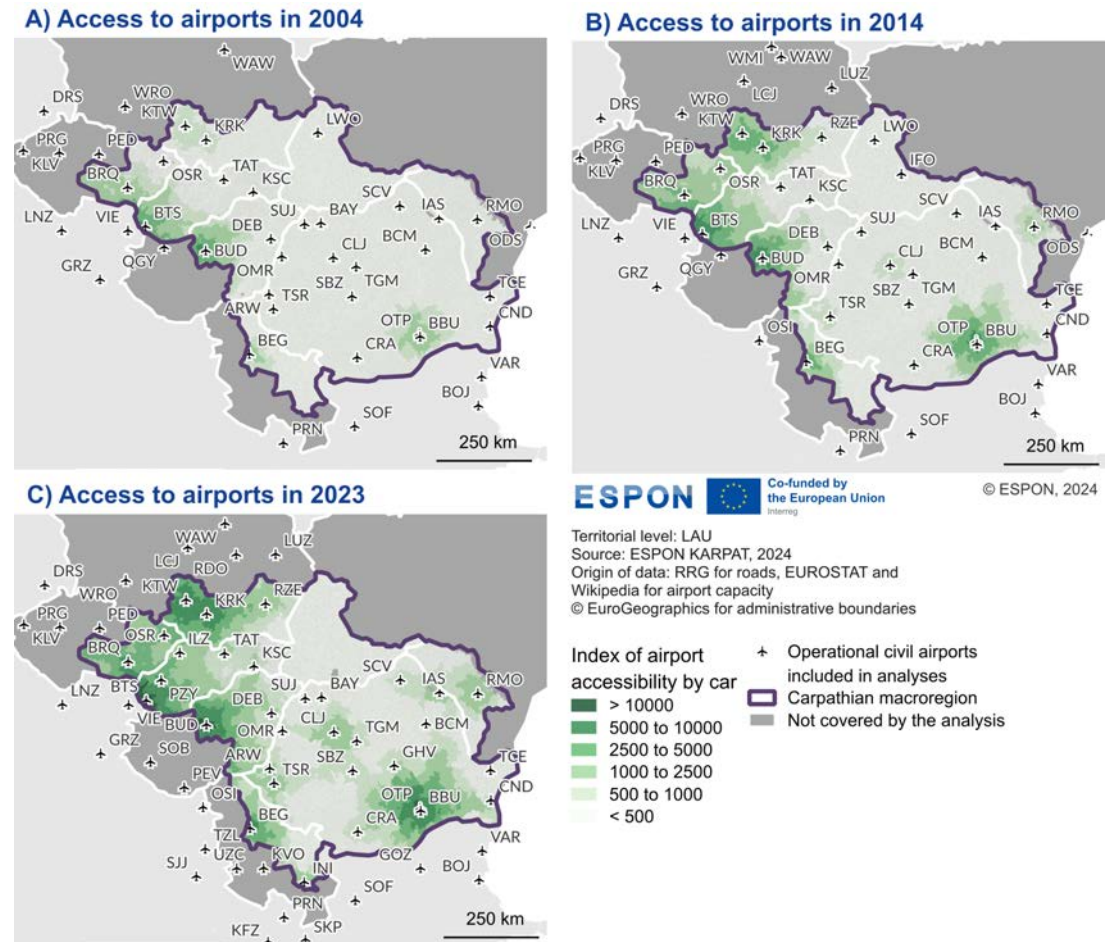 A) Access to airports in 2004
WAW
DRS
WRO
KTW
KRK
LWO
PRG
KLV
PED
BRQ
OSR
TAT
KSC
LNZ
VIE
BTS
SUJ
BAY
SCV
IAS
RMO
DEB
BUD
CLJ
BCM
ODS
GRZ
QGY
OMR
SBZ
TGM
TCE
ARW
TSR
CND
OTP
BBU
BEG
CRA
VAR
BOJ
SOF
PRN
250 km
B) Access to airports in 2014
WMI
WAW
LUZ
LCJ
DRS
WRO
KTW
KRK
RZE
LWO
PRG
KLV
PED
IFO
BRQ
OSR
TAT
KSC
SCV
LNZ
VIE
BTS
SUJ
IAS
RMO
DEB
BUD
CLJ
BCM
ODS
GRZ
QGY
OMR
SBZ
TGM
TCE
TSR
CND
OSI
OTP
BBU
BEG
CRA
VAR
BOJ
SOF
PRN
250 km
C) Access to airports in 2023
WAW
LCJ
LUZ
RDO
DRS
KTW
WRO
KRK
RZE
PRG
KLV
PED
OSR
ILZ
TAT
BRQ
KSC
SCV
LNZ
BTS
PZY
DEB
SUJ
BAY
IAS
RMO
VIE
BUD
CLJ
TGM
BCM
GRZ
SOB
OMR
ARW
SBZ
GHV
TCE
PEV
TSR
CND
OSI
OTP
BBU
BEG
CRA
TZL
VAR
UZC
KVO
GOZ
BOJ
SJJ
INI
SOF
PRN
KFZ
SKP
250 km
ESPON
Co-funded by
the European Union
Interreg
© ESPON, 2024
Territorial level: LAU
Source: ESPON KARPAT, 2024
Origin of data: RRG for roads, EUROSTAT and
Wikipedia for airport capacity
© EuroGeographics for administrative boundaries
Index of airport
accessibility by car
> 10000
5000 to 10000
2500 to 5000
1000 to 2500
500 to 1000
< 500
Operational civil airports
included in analyses
Carpathian macroregion
Not covered by the analysis